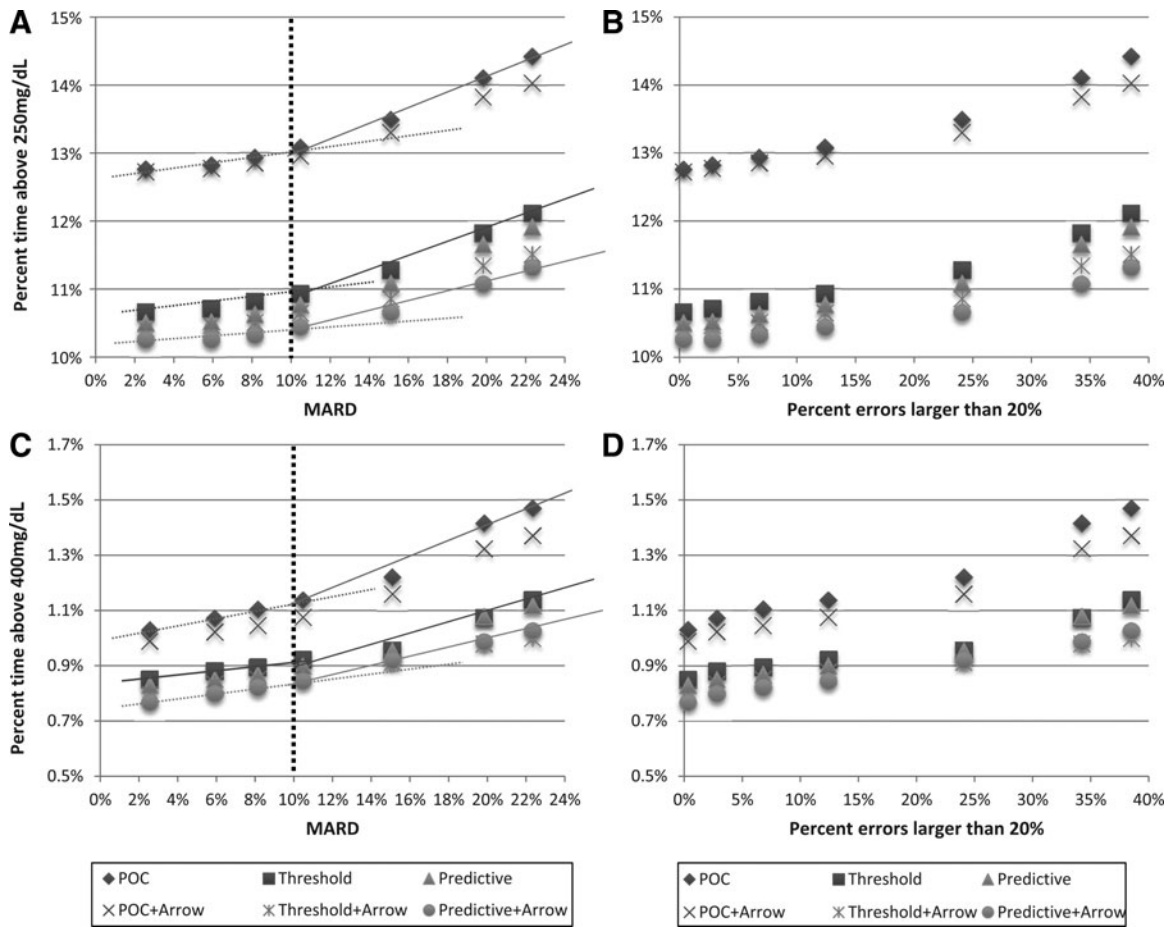 A
Percent time above 250mg/dL
15%
14%
13%
12%
11%
10%
0% 2% 4% 6% 8% 10% 12% 14% 16% 18% 20% 22% 24%
MARD
B
15%
14%
13%
12%
11%
10%
0% 5% 10% 15% 20% 25% 30% 35% 40%
Percent errors larger than 20%
C
Percent time above 400mg/dL
1.7%
1.5%
1.3%
1.1%
0.9%
0.7%
0.5%
0% 2% 4% 6% 8% 10% 12% 14% 16% 18% 20% 22% 24%
MARD
D
1.7%
1.5%
1.3%
1.1%
0.9%
0.7%
0.5%
0% 5% 10% 15% 20% 25% 30% 35% 40%
Percent errors larger than 20%
POC Threshold Predictive
POC+Arrow Threshold+Arrow Predictive+Arrow
POC Threshold Predictive
POC+Arrow Threshold+Arrow Predictive+Arrow